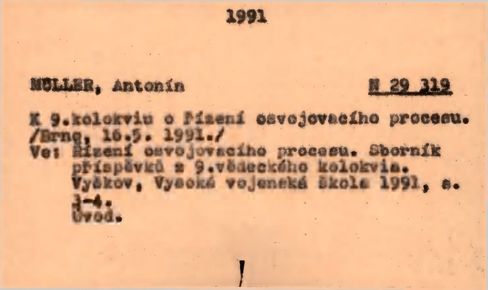 1991
MÜLLER, Antonín N 29 319
K 9.kolokviu o Řízení osvojovacího procesu.
/Brno, 16.5. 1991./
Ve: Řízení osvojovacího procesu. Sborník
příspěvků z 9.vědeckého kolokvia.
Vyškov, Vysoká vojenská škola 1991, s.
3-4.
Úvod.